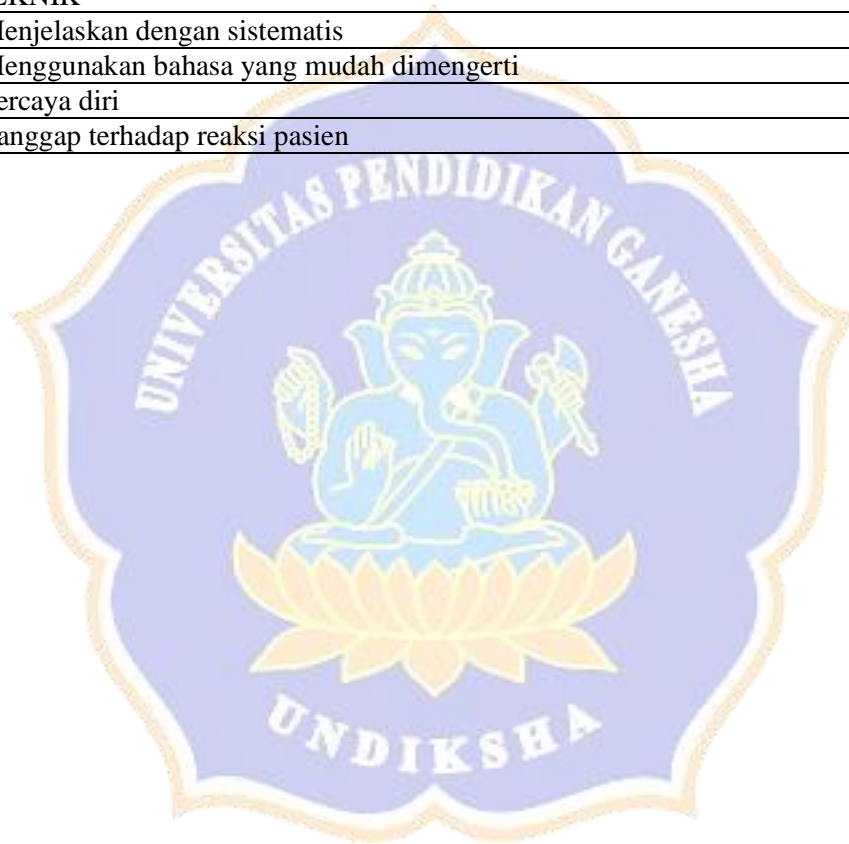 EKNIK
Menjelaskan dengan sistematis
Menggunakan bahasa yang mudah dimengerti
ercaya diri
anggap terhadap reaksi pasien
UNIVERSITAS PENDIDIKAN GANESHA
UNDIKSHA